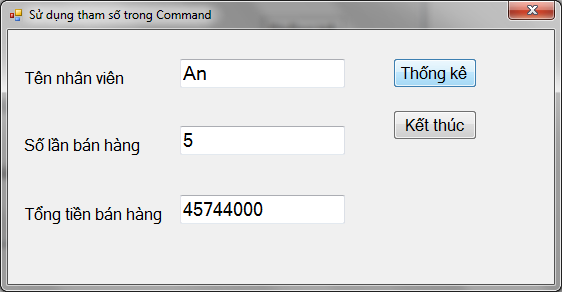 Sử dụng tham số trong Command
Tên nhân viên An Thống kê
Kết thúc
Số lần bán hàng 5
Tổng tiền bán hàng 45744000